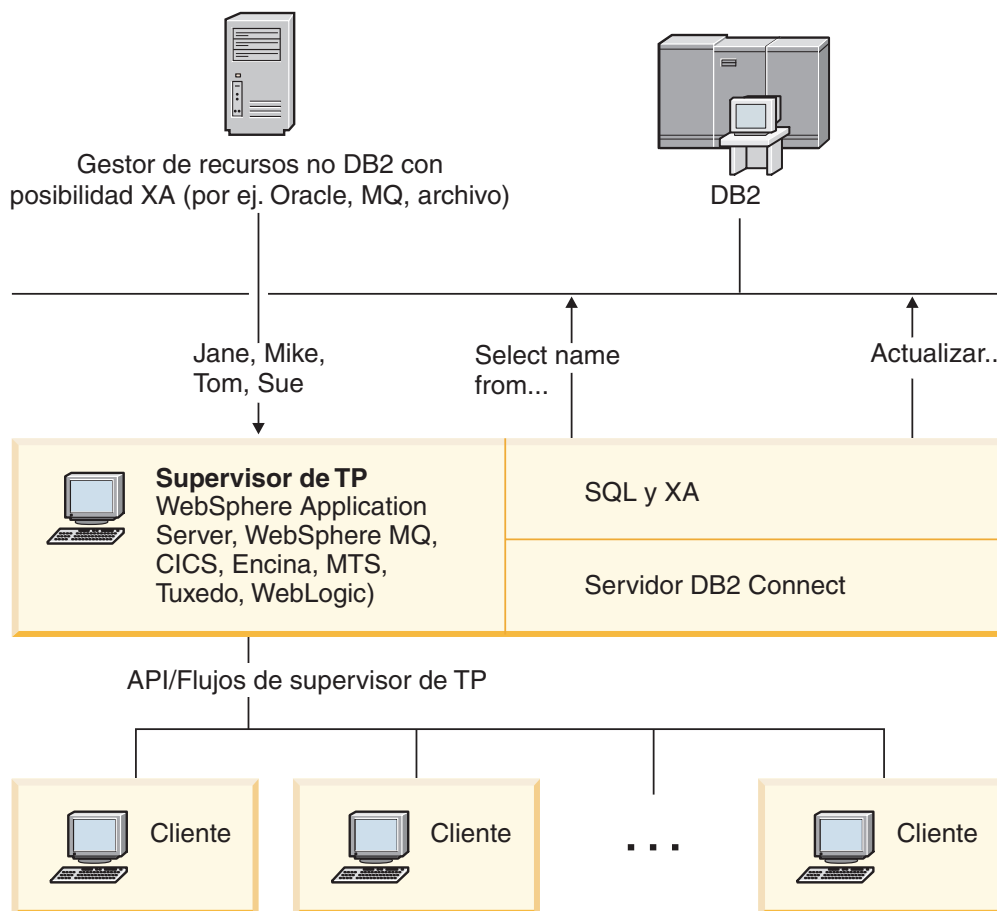 Gestor de recursos no DB2 con
posibilidad XA (por ej. Oracle, MQ, archivo)
DB2
Jane, Mike,
Tom, Sue
Select name
from...
Actualizar..
Supervisor de TP
WebSphere Application
Server, WebSphere MQ,
CICS, Encina, MTS,
Tuxedo, WebLogic)
SQL y XA
Servidor DB2 Connect
API/Flujos de supervisor de TP
Cliente
Cliente
...
Cliente